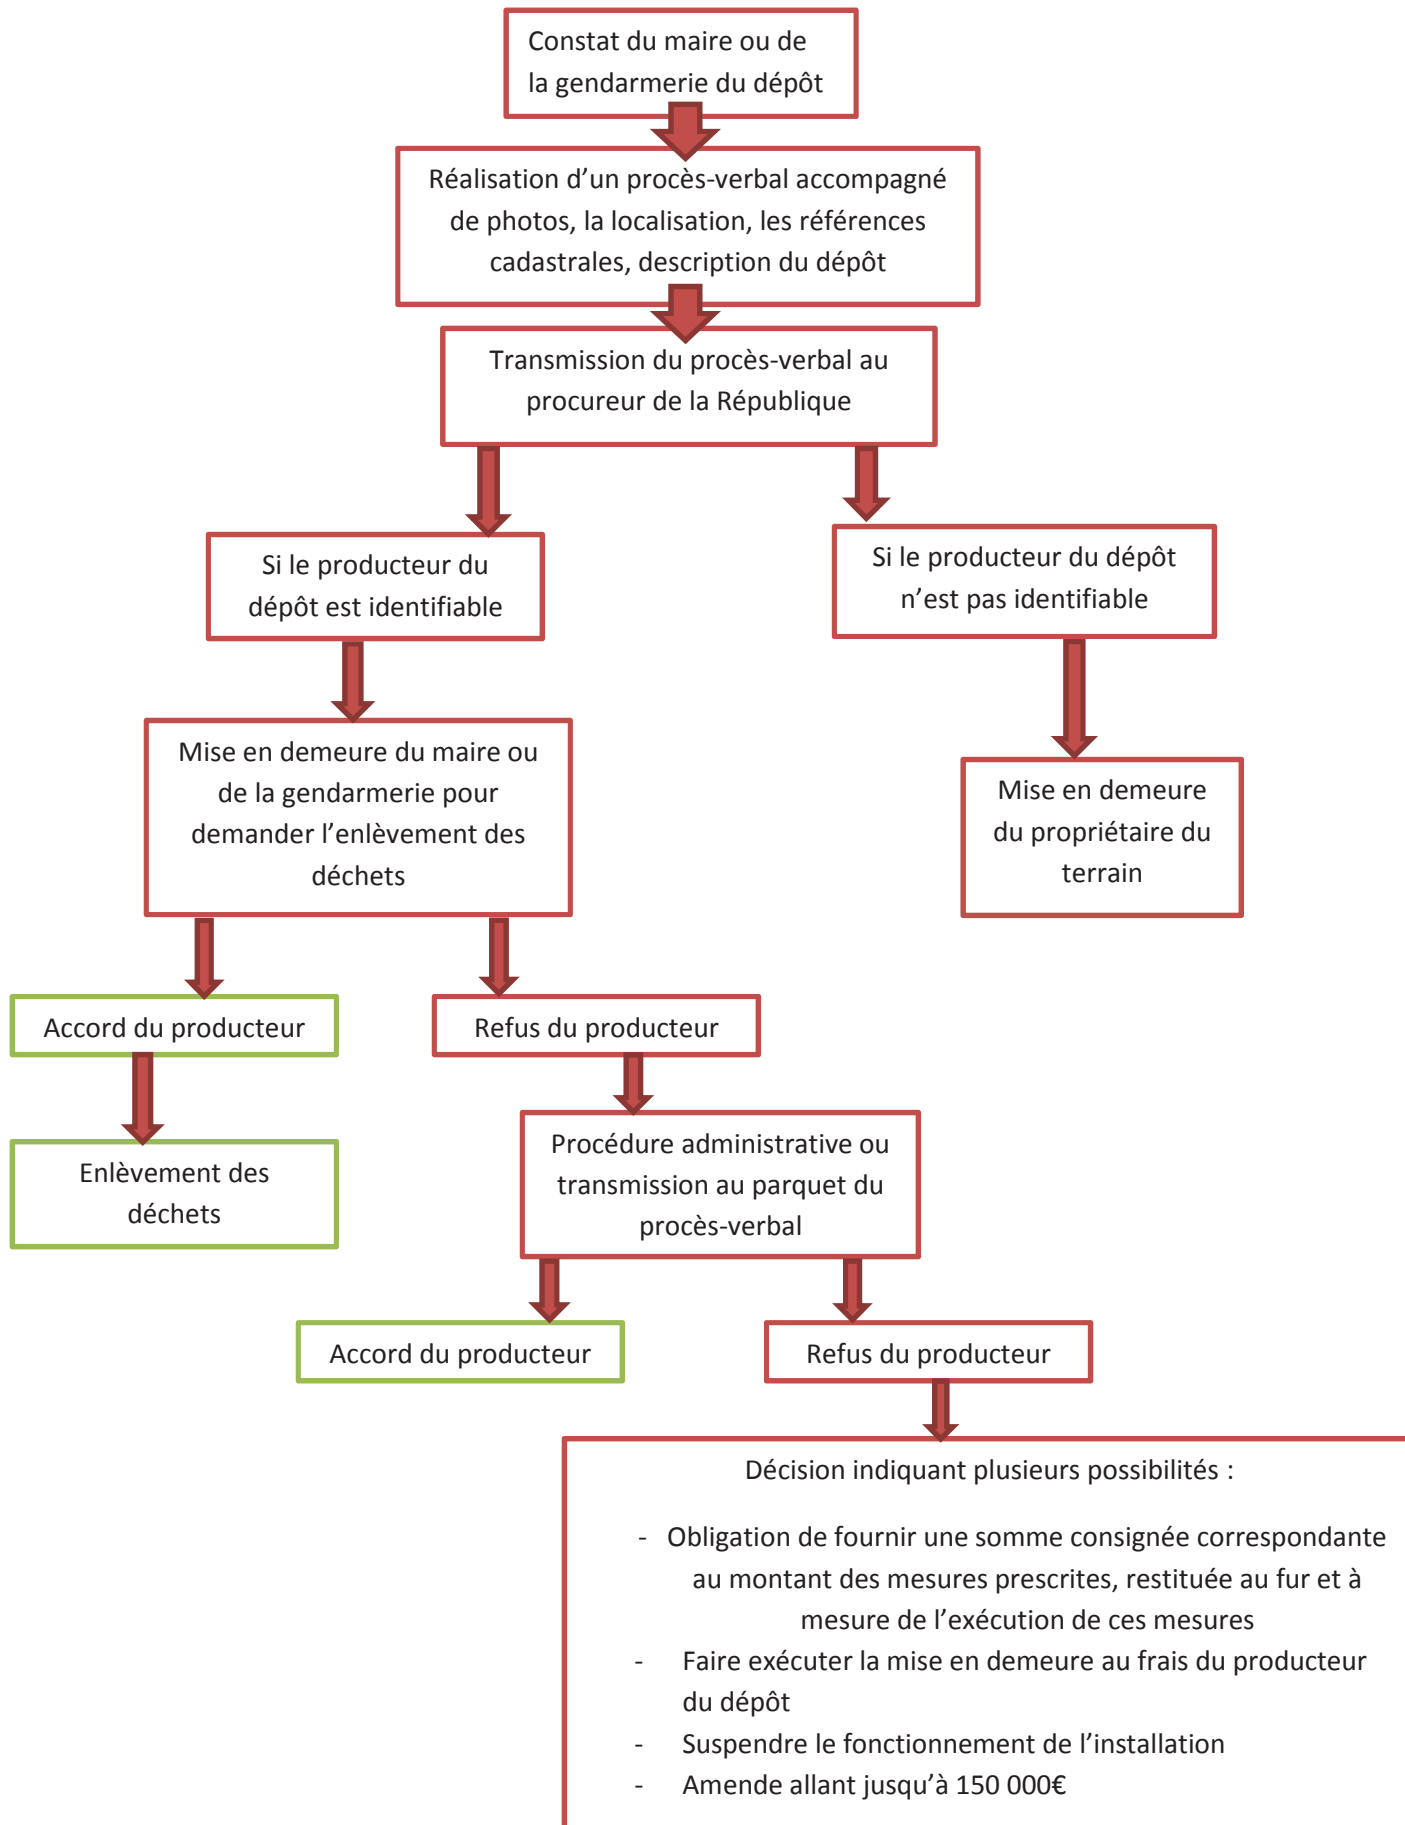 Constat du maire ou de
la gendarmerie du dépôt
Réalisation d’un procès-verbal accompagné
de photos, la localisation, les références
cadastrales, description du dépôt
Transmission du procès-verbal au
procureur de la République
Si le producteur du
dépôt est identifiable
Si le producteur du dépôt
n’est pas identifiable
Mise en demeure du maire ou
de la gendarmerie pour
demander l’enlèvement des
déchets
Mise en demeure
du propriétaire du
terrain
Accord du producteur
Refus du producteur
Enlèvement des
déchets
Procédure administrative ou
transmission au parquet du
procès-verbal
Accord du producteur
Refus du producteur
Décision indiquant plusieurs possibilités :
- Obligation de fournir une somme consignée correspondante
au montant des mesures prescrites, restituée au fur et à
mesure de l’exécution de ces mesures
- Faire exécuter la mise en demeure au frais du producteur
du dépôt
- Suspendre le fonctionnement de l’installation
- Amende allant jusqu’à 150 000€